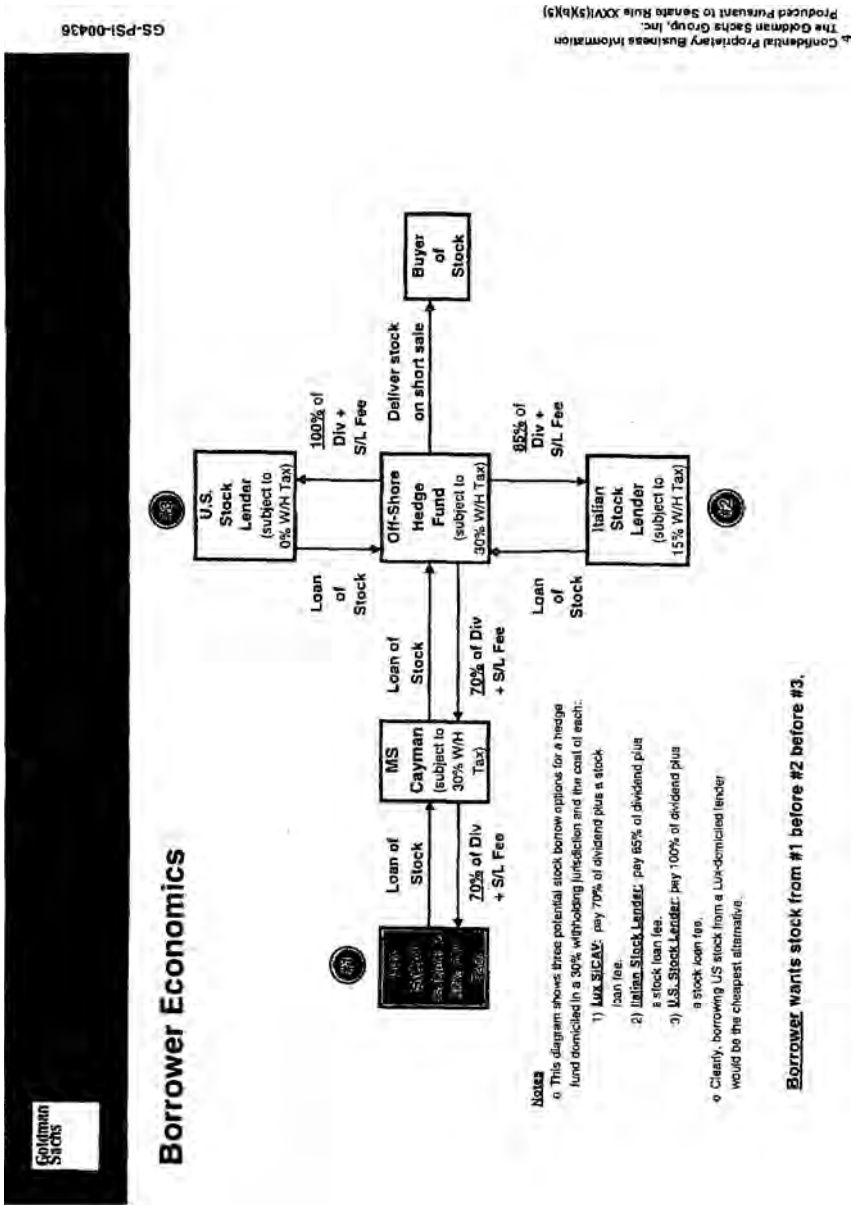 Goldman
Sachs
Borrower Economics
#3
U.S.
Stock
Lender
(subject to
0% W/H Tax)
Loan
of
Stock
100% of
Div +
S/L Fee
#1
Loan of
Stock
70% of Div
+ S/L Fee
MS
Cayman
(subject to
30% W/H
Tax)
Loan of
Stock
70% of Div
+ S/L Fee
Off-Shore
Hedge
Fund
(subject to
30% W/H Tax)
Deliver stock
on short sale
Buyer
of
Stock
Loan
of
Stock
85% of
Div +
S/L Fee
Italian
Stock
Lender
(subject to
15% W/H Tax)
#2
Notes
o This diagram shows three potential stock borrow options for a hedge
fund domiciled in a 30% withholding jurisdiction and the cost of each:
1) Lux SICAV: pay 70% of dividend plus a stock
loan fee.
2) Italian Stock Lender: pay 85% of dividend plus
a stock loan fee.
3) U.S. Stock Lender: pay 100% of dividend plus
a stock loan fee.
o Clearly, borrowing US stock from a Lux-domiciled lender
would be the cheapest alternative.
Borrower wants stock from #1 before #2 before #3.
4
Confidential Proprietary Business Information
The Goldman Sachs Group, Inc.
Produced Pursuant to Senate Rule XXVI(5)(b)(5)
GS-PSI-00436